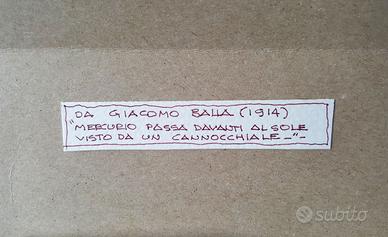 DA GIACOMO BALLA (1914)
"MERCURIO PASSA DAVANTI AL SOLE
VISTO DA UN CANNOCCHIALE -"-
subito